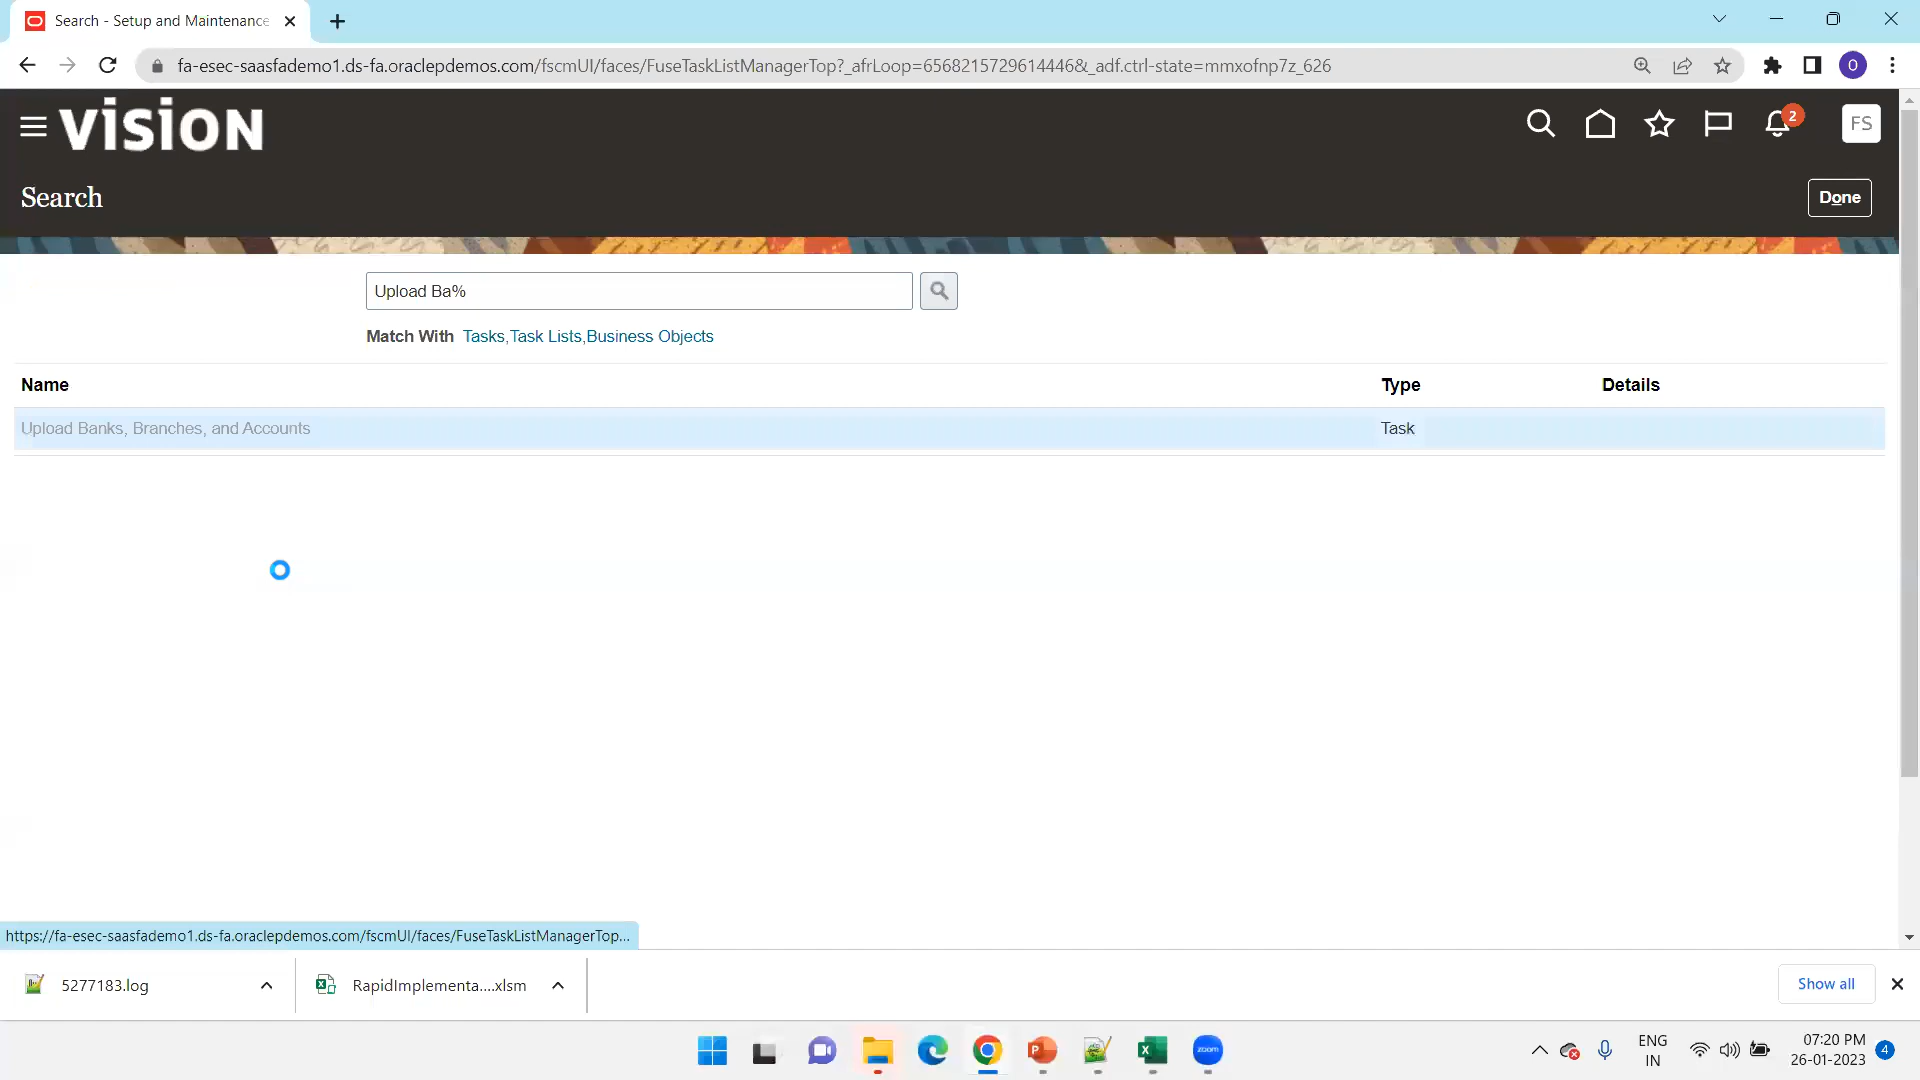 Search - Setup and Maintenance
fa-esec-saasfademo1.ds-fa.oraclepdemos.com/fscmUI/faces/FuseTaskListManagerTop?_afrLoop=6568215729614446&_adf.ctrl-state=mmxofnp7z_626
O
VISION
2
FS
Search
Done
Upload Ba%
Match With Tasks,Task Lists,Business Objects
Name Type Details
Upload Banks, Branches, and Accounts Task
https://fa-esec-saasfademo1.ds-fa.oraclepdemos.com/fscmUI/faces/FuseTaskListManagerTop...
5277183.log
RapidImplementa....xlsm
Show all
zoom
ENG
IN
07:20 PM
26-01-2023
4